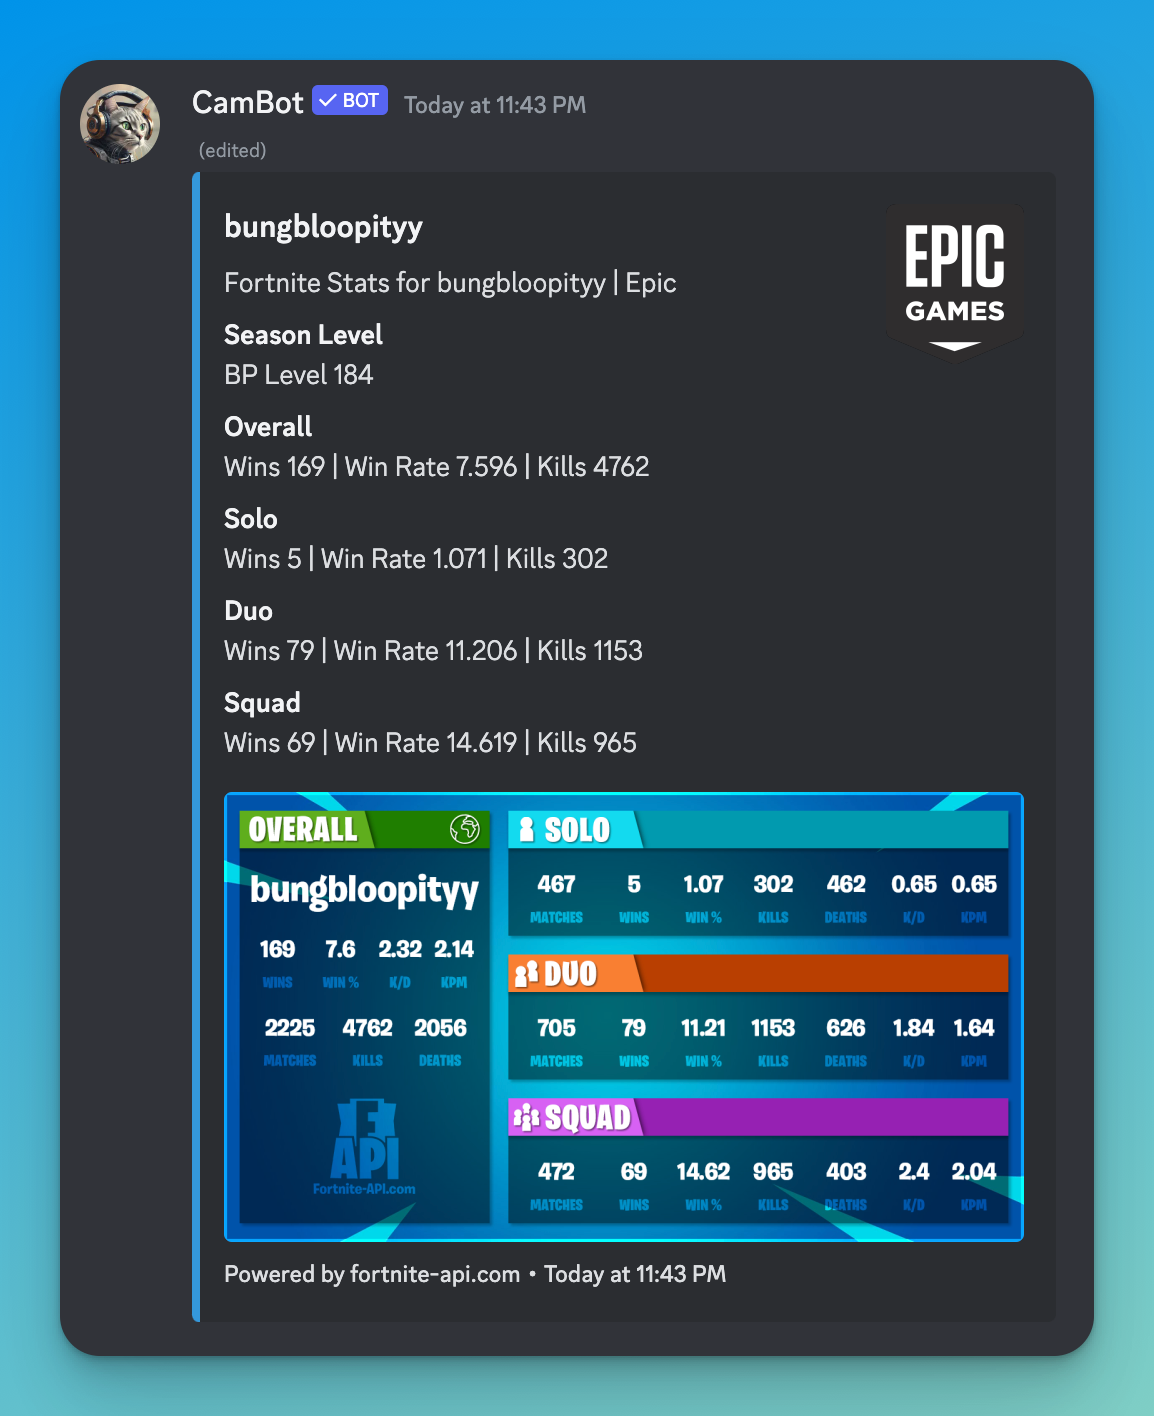 CamBot ✓ BOT Today at 11:43 PM
(edited)
bungbloopityy
Fortnite Stats for bungbloopityy | Epic
EPIC
GAMES
Season Level
BP Level 184
Overall
Wins 169 | Win Rate 7.596 | Kills 4762
Solo
Wins 5 | Win Rate 1.071 | Kills 302
Duo
Wins 79 | Win Rate 11.206 | Kills 1153
Squad
Wins 69 | Win Rate 14.619 | Kills 965
OVERALL
bungbloopityy
169 7.6 2.32 2.14
WINS WIN % K/D KPM
2225 4762 2056
MATCHES KILLS DEATHS
F
API
Fortnite-API.com
SOLO
467 5 1.07 302 462 0.65 0.65
MATCHES WINS WIN % KILLS DEATHS K/D KPM
DUO
705 79 11.21 1153 626 1.84 1.64
MATCHES WINS WIN % KILLS DEATHS K/D KPM
SQUAD
472 69 14.62 965 403 2.4 2.04
MATCHES WINS WIN % KILLS DEATHS K/D KPM
Powered by fortnite-api.com • Today at 11:43 PM